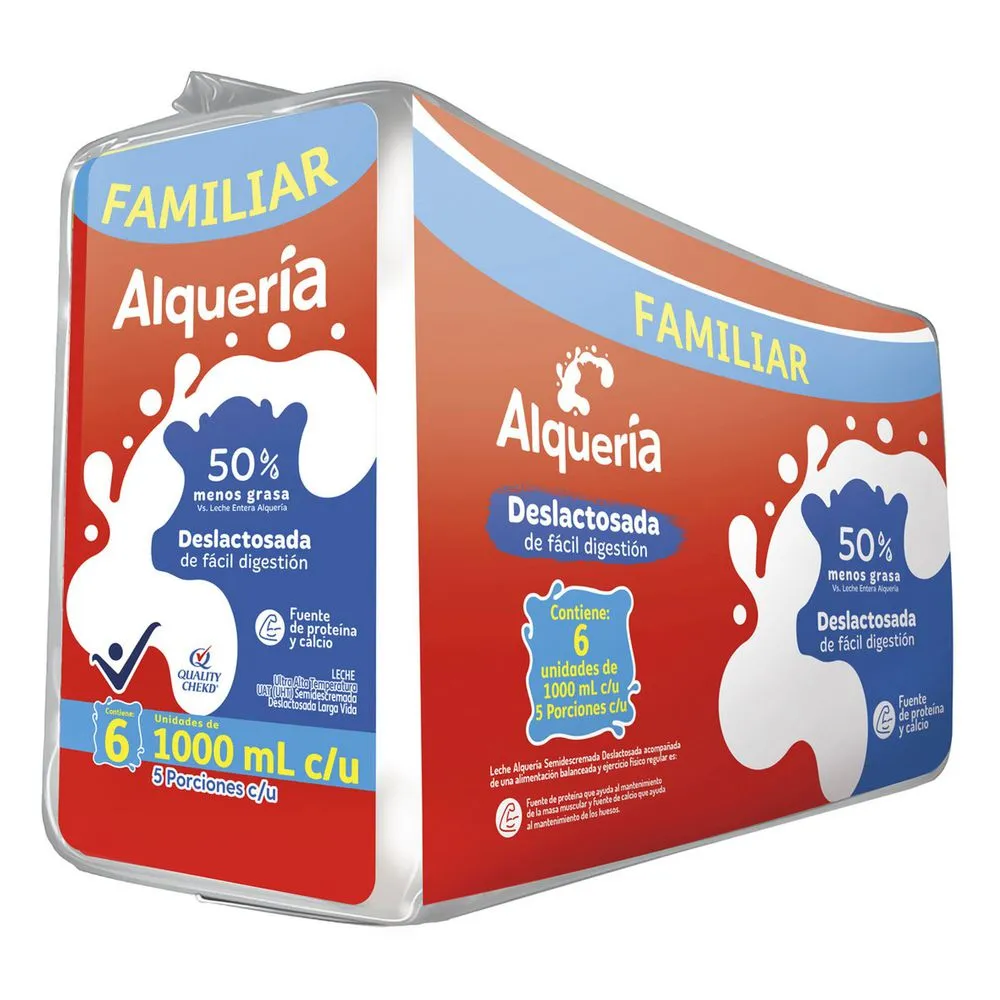 FAMILIAR
Alquería
50%
menos grasa
Vs. Leche Entera Alquería
Deslactosada
de fácil digestión
Fuente
de proteína
y calcio
QUALITY
CHEKD
LECHE
Ultra Alta Temperatura
UAT (UHT) Semidescremada
Deslactosada Larga Vida
Contiene:
6
Unidades de
1000 mL c/u
5 Porciones c/u
FAMILIAR
Alquería
Deslactosada
de fácil digestión
Contiene:
6
unidades de
1000 mL c/u
5 Porciones c/u
Leche Alquería Semidescremada Deslactosada acompañada
de una alimentación balanceada y ejercicio físico regular es:
Fuente de proteína que ayuda al mantenimiento
de la masa muscular y fuente de calcio que ayuda
al mantenimiento de los huesos.
50%
menos grasa
Vs. Leche Entera Alquería
Deslactosada
de fácil digestión
Fuente
de proteína
y calcio